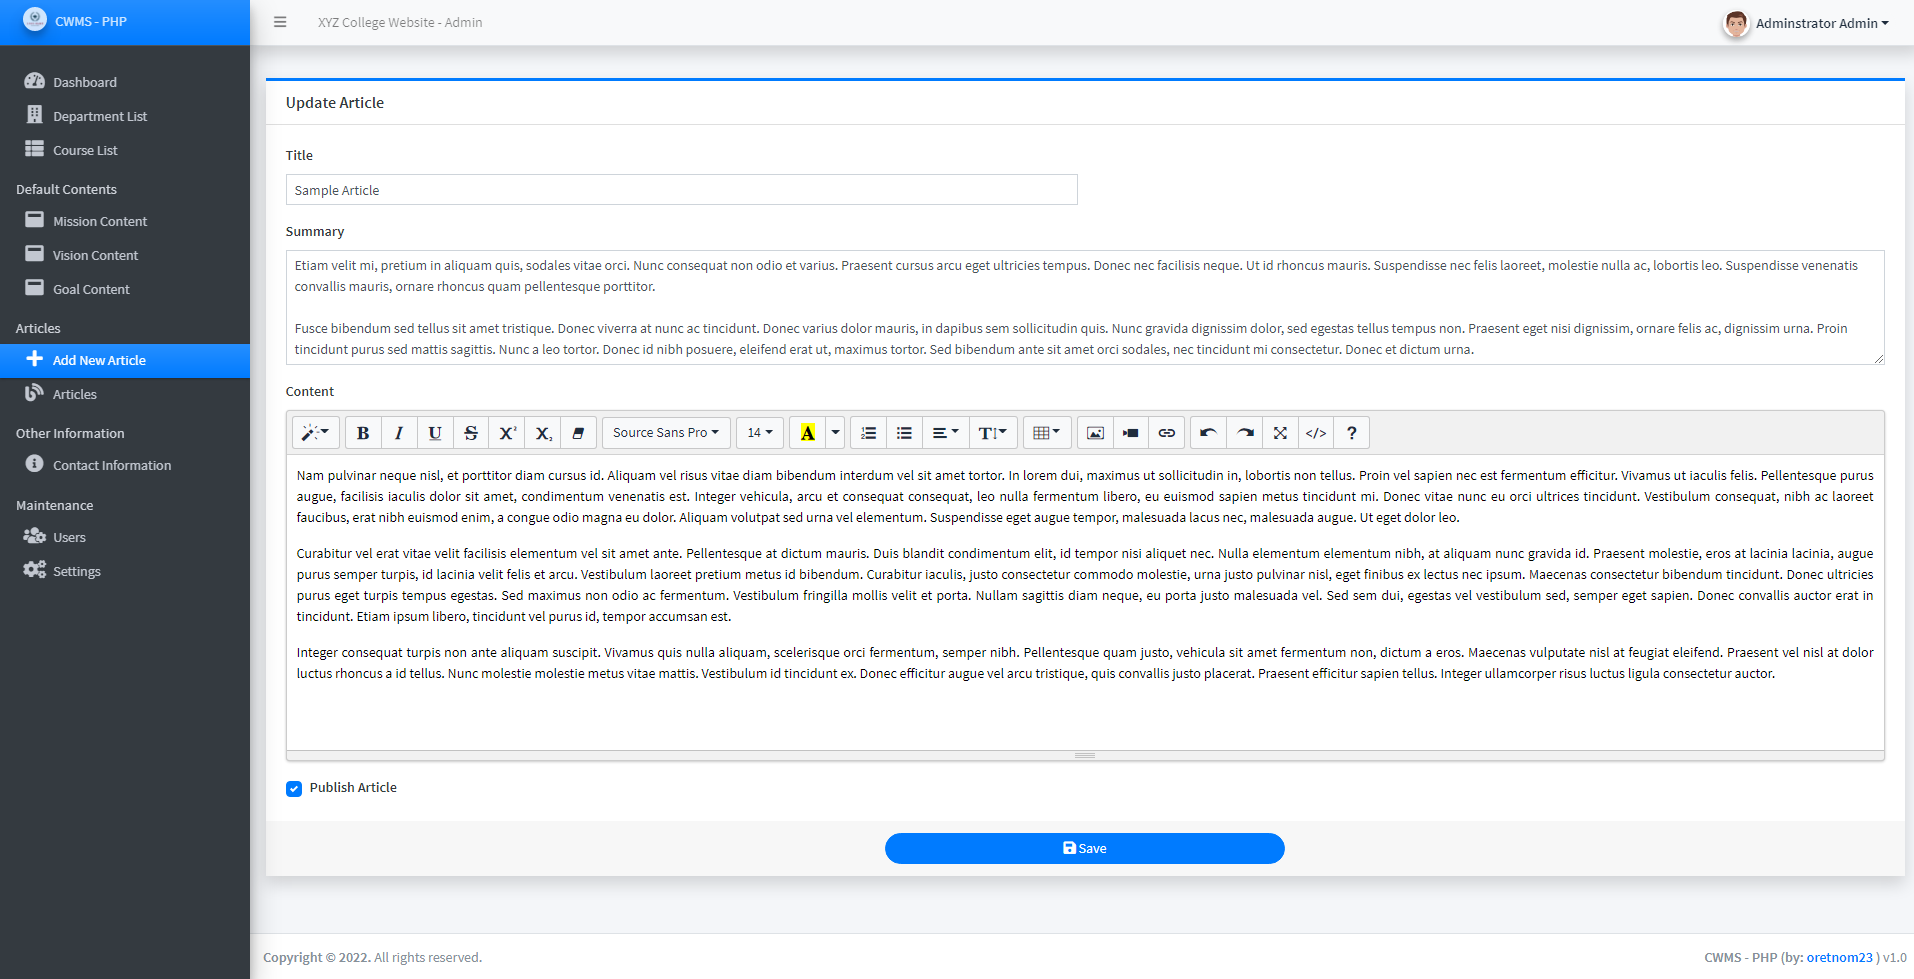 CWMS - PHP
XYZ College Website - Admin
Adminstrator Admin
Dashboard
Department List
Course List
Default Contents
Mission Content
Vision Content
Goal Content
Articles
Add New Article
Articles
Other Information
Contact Information
Maintenance
Users
Settings
Update Article
Title
Sample Article
Summary
Etiam velit mi, pretium in aliquam quis, sodales vitae orci. Nunc consequat non odio et varius. Praesent cursus arcu eget ultricies tempus. Donec nec facilisis neque. Ut id rhoncus mauris. Suspendisse nec felis laoreet, molestie nulla ac, lobortis leo. Suspendisse venenatis
convallis mauris, ornare rhoncus quam pellentesque porttitor.
Fusce bibendum sed tellus sit amet tristique. Donec viverra at nunc ac tincidunt. Donec varius dolor mauris, in dapibus sem sollicitudin quis. Nunc gravida dignissim dolor, sed egestas tellus tempus non. Praesent eget nisi dignissim, ornare felis ac, dignissim urna. Proin
tincidunt purus sed mattis sagittis. Nunc a leo tortor. Donec id nibh posuere, eleifend erat ut, maximus tortor. Sed bibendum ante sit amet orci sodales, nec tincidunt mi consectetur. Donec et dictum urna.
Content
B I U S X² X₂ Source Sans Pro 14 A T </> ?
Nam pulvinar neque nisl, et porttitor diam cursus id. Aliquam vel risus vitae diam bibendum interdum vel sit amet tortor. In lorem dui, maximus ut sollicitudin in, lobortis non tellus. Proin vel sapien nec est fermentum efficitur. Vivamus ut iaculis felis. Pellentesque purus
augue, facilisis iaculis dolor sit amet, condimentum venenatis est. Integer vehicula, arcu et consequat consequat, leo nulla fermentum libero, eu euismod sapien metus tincidunt mi. Donec vitae nunc eu orci ultrices tincidunt. Vestibulum consequat, nibh ac laoreet
faucibus, erat nibh euismod enim, a congue odio magna eu dolor. Aliquam volutpat sed urna vel elementum. Suspendisse eget augue tempor, malesuada lacus nec, malesuada augue. Ut eget dolor leo.
Curabitur vel erat vitae velit facilisis elementum vel sit amet ante. Pellentesque at dictum mauris. Duis blandit condimentum elit, id tempor nisi aliquet nec. Nulla elementum elementum nibh, at aliquam nunc gravida id. Praesent molestie, eros at lacinia lacinia, augue
purus semper turpis, id lacinia velit felis et arcu. Vestibulum laoreet pretium metus id bibendum. Curabitur iaculis, justo consectetur commodo molestie, urna justo pulvinar nisl, eget finibus ex lectus nec ipsum. Maecenas consectetur bibendum tincidunt. Donec ultricies
purus eget turpis tempus egestas. Sed maximus non odio ac fermentum. Vestibulum fringilla mollis velit et porta. Nullam sagittis diam neque, eu porta justo malesuada vel. Sed sem dui, egestas vel vestibulum sed, semper eget sapien. Donec convallis auctor erat in
tincidunt. Etiam ipsum libero, tincidunt vel purus id, tempor accumsan est.
Integer consequat turpis non ante aliquam suscipit. Vivamus quis nulla aliquam, scelerisque orci fermentum, semper nibh. Pellentesque quam justo, vehicula sit amet fermentum non, dictum a eros. Maecenas vulputate nisl at feugiat eleifend. Praesent vel nisl at dolor
luctus rhoncus a id tellus. Nunc molestie molestie metus vitae mattis. Vestibulum id tincidunt ex. Donec efficitur augue vel arcu tristique, quis convallis justo placerat. Praesent efficitur sapien tellus. Integer ullamcorper risus luctus ligula consectetur auctor.
Publish Article
Save
Copyright © 2022. All rights reserved.
CWMS - PHP (by: oretnom23 ) v1.0